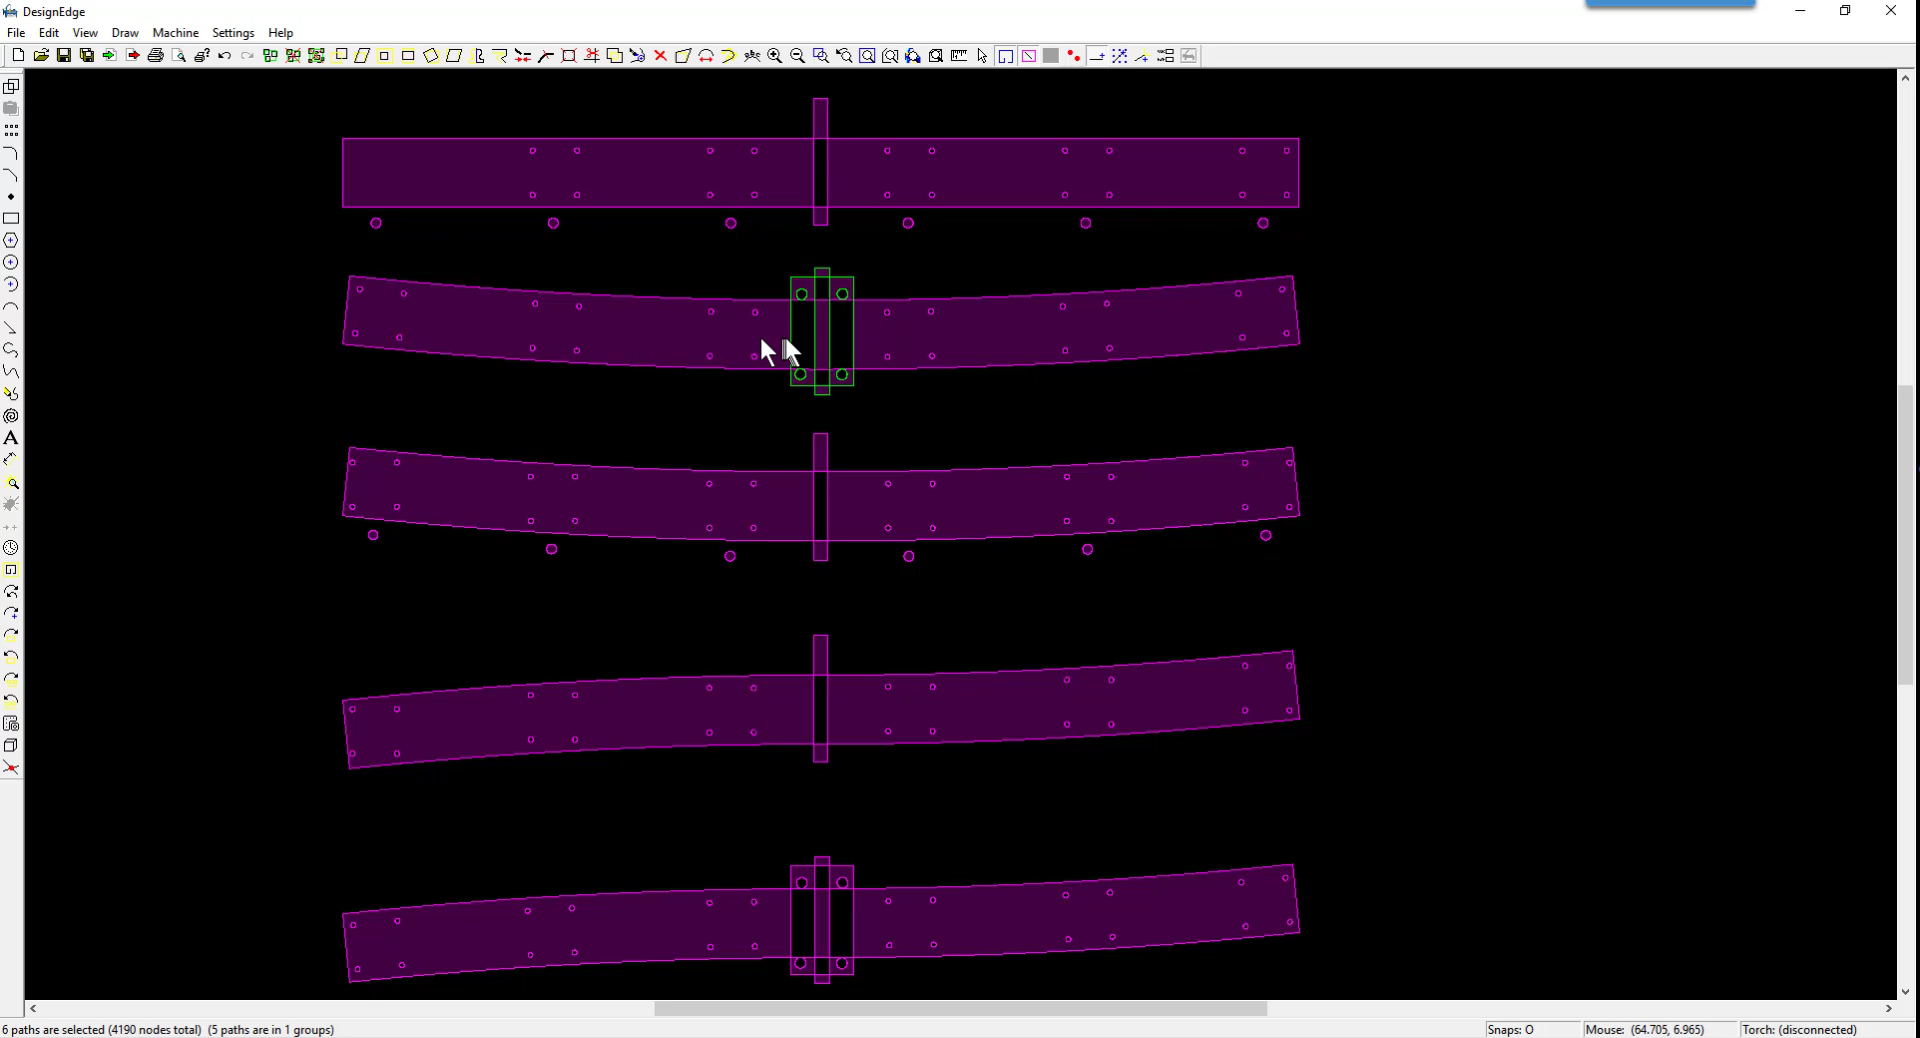 DesignEdge
File Edit View Draw Machine Settings Help
abc
A
6 paths are selected (4190 nodes total) (5 paths are in 1 groups)
Snaps: O
Mouse: (64.705, 6.965)
Torch: (disconnected)